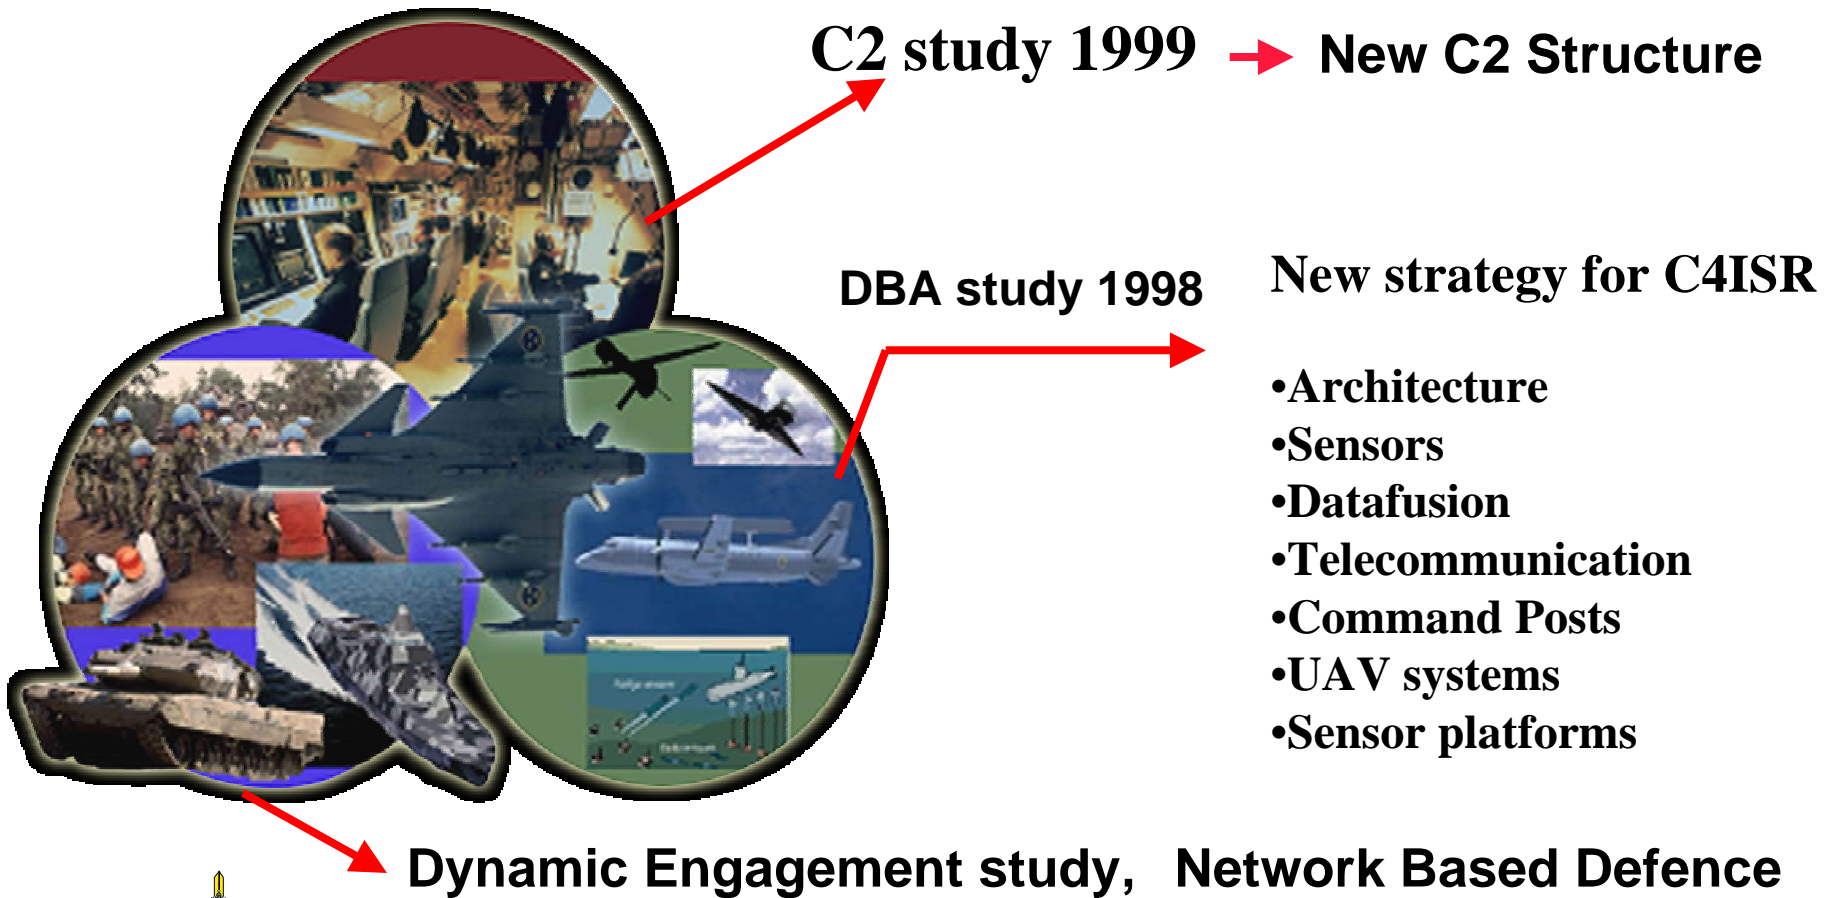 C2 study 1999
New C2 Structure
DBA study 1998
New strategy for C4ISR
•Architecture
•Sensors
•Datafusion
•Telecommunication
•Command Posts
•UAV systems
•Sensor platforms
Dynamic Engagement study, Network Based Defence